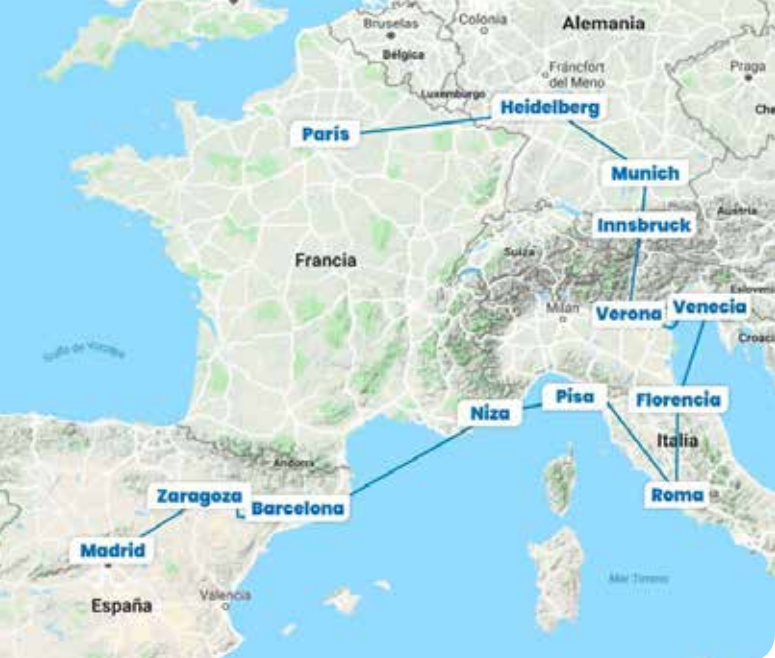 Bruselas
Colonia
Alemania
Bélgica
Fráncfort
del Meno
Praga
Luxemburgo
Heidelberg
París
Munich
Austria
Innsbruck
Suiza
Francia
Eslovenia
Milán
Verona
Venecia
Croaci
Golfo de Vizcaya
Niza
Pisa
Florencia
Italia
Andorra
Zaragoza
Barcelona
Roma
Madrid
Mar Tirreno
España
Valencia